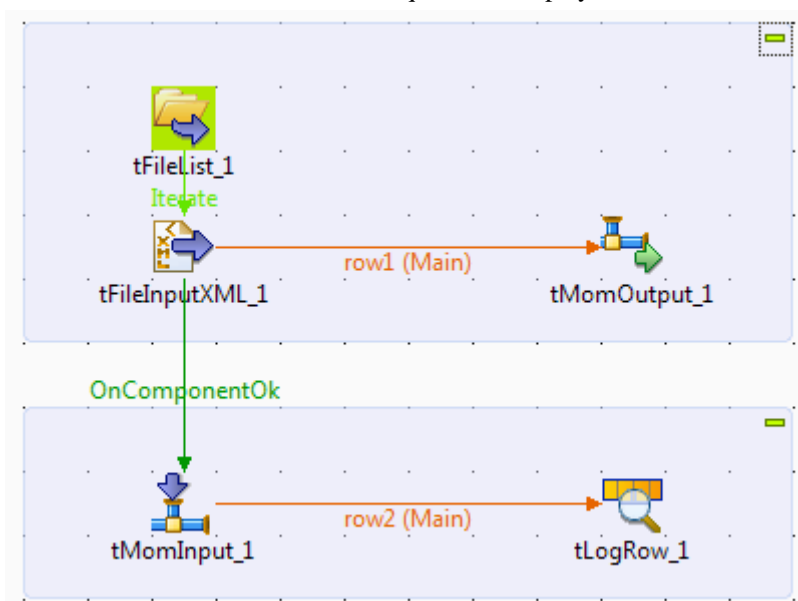 tFileList_1
Iterate
row1 (Main)
tFileInputXML_1
tMomOutput_1
OnComponentOk
row2 (Main)
tMomInput_1
tLogRow_1